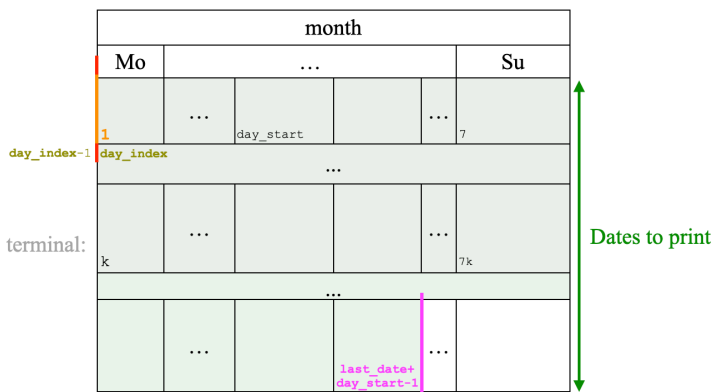 month
Mo ... Su
... ...
1 day_start 7
day_index-1 day_index
...
... ...
terminal:
Dates to print
k 7k
...
... ...
last_date+
day_start-1